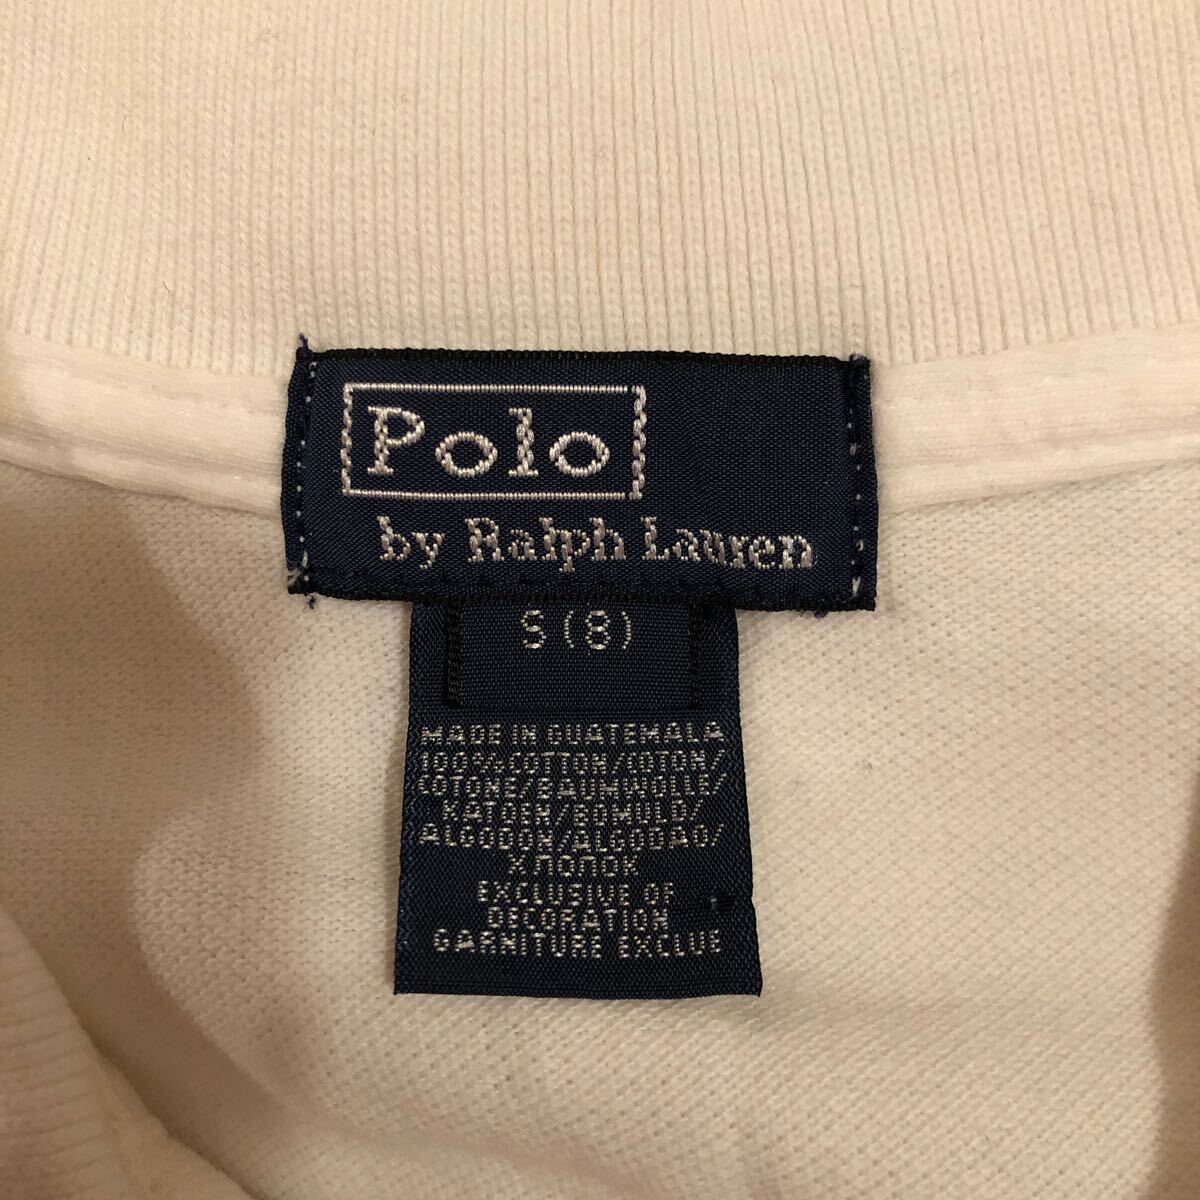 Polo
by Ralph Lauren
S (8)
MADE IN GUATEMALA
100% COTTON/COTON/
COTONE/BAUMWOLLE/
KATOEN/BOMULD/
ALGODON/ALGODAO/
ХЛОПОК
EXCLUSIVE OF
DECORATION
GARNITURE EXCLUE